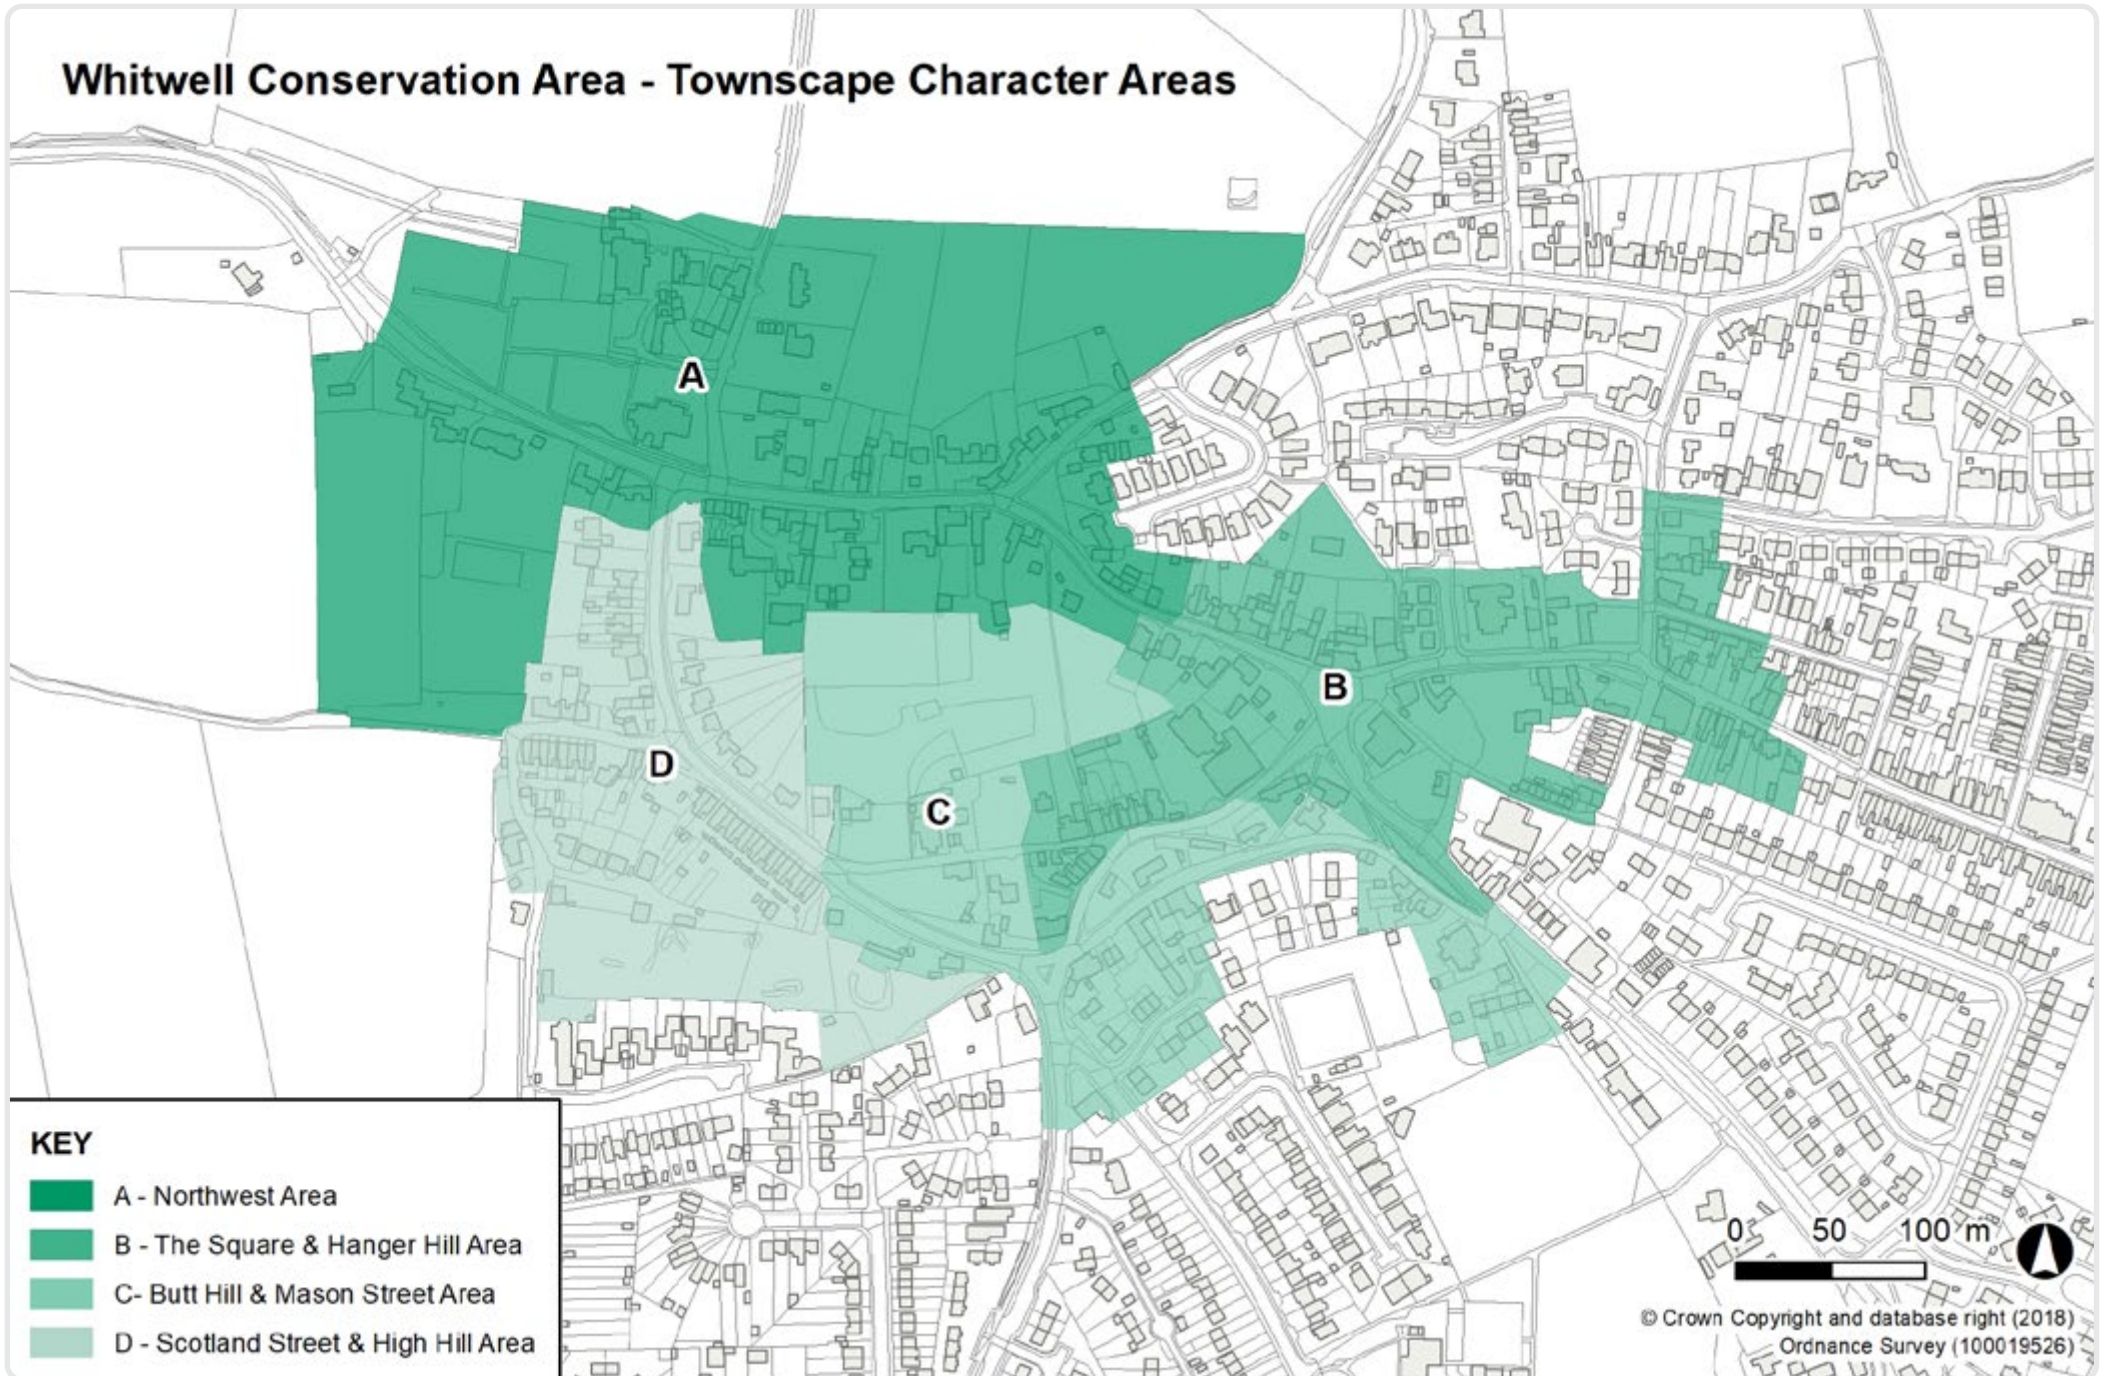 Whitwell Conservation Area - Townscape Character Areas
A
B
D
C
KEY
A - Northwest Area
B - The Square & Hanger Hill Area
C- Butt Hill & Mason Street Area
D - Scotland Street & High Hill Area
0 50 100 m
© Crown Copyright and database right (2018)
Ordnance Survey (100019526)